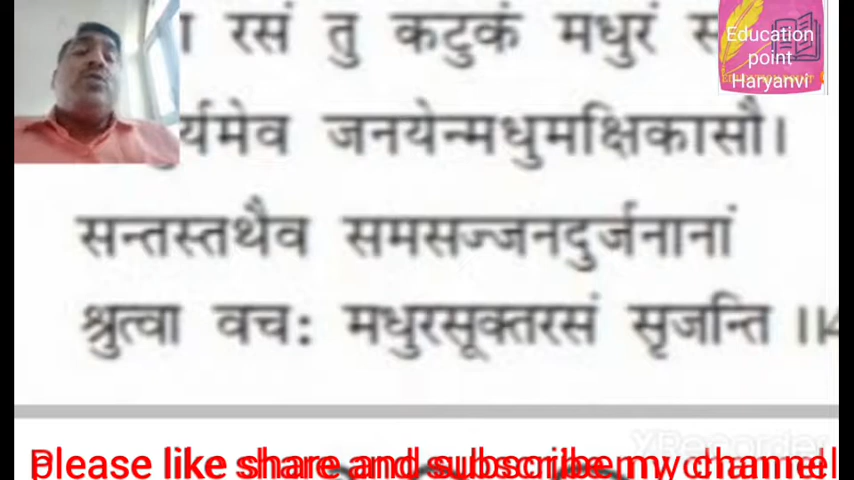 रसं तु कटुकं मधुरं
जनयेन्मधुमक्षिकासौ।
सन्तस्तथैव समसज्जनदुर्जनानां
श्रुत्वा वचः मधुरसूक्तरसं सृजन्ति ।।
Education
point
Haryanvi
XRecorder
Please like share and subscribe my channel